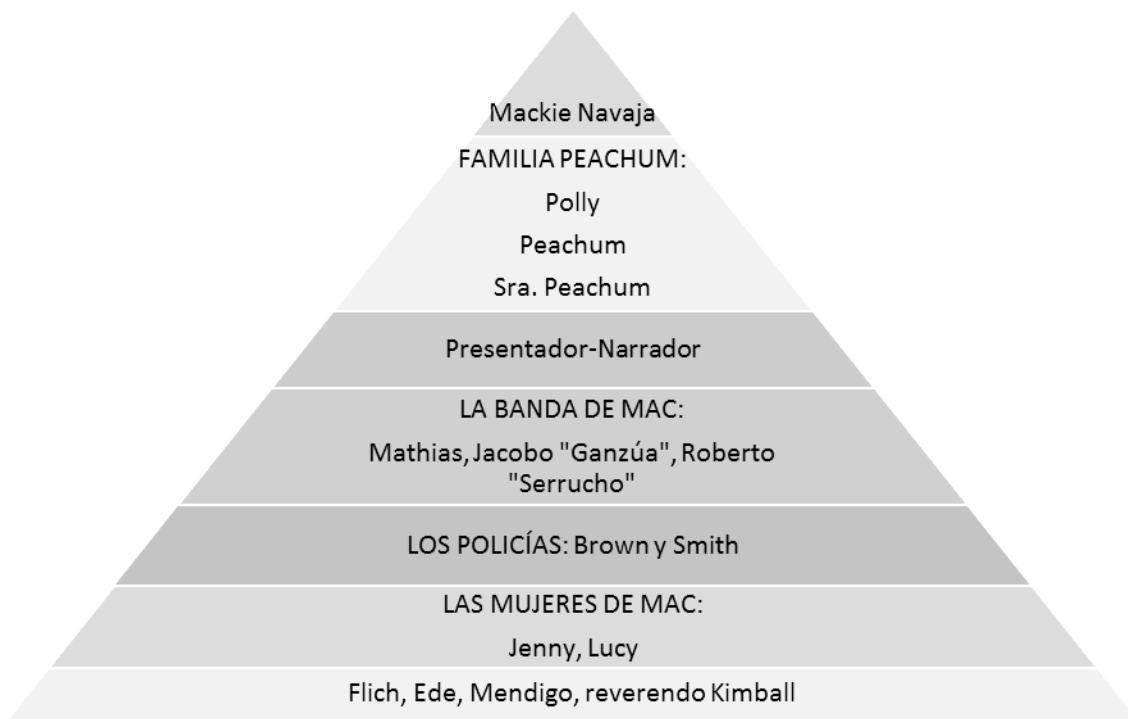 Mackie Navaja
FAMILIA PEACHUM:
Polly
Peachum
Sra. Peachum
Presentador-Narrador
LA BANDA DE MAC:
Mathias, Jacobo "Ganzúa", Roberto
"Serrucho"
LOS POLICÍAS: Brown y Smith
LAS MUJERES DE MAC:
Jenny, Lucy
Flich, Ede, Mendigo, reverendo Kimball